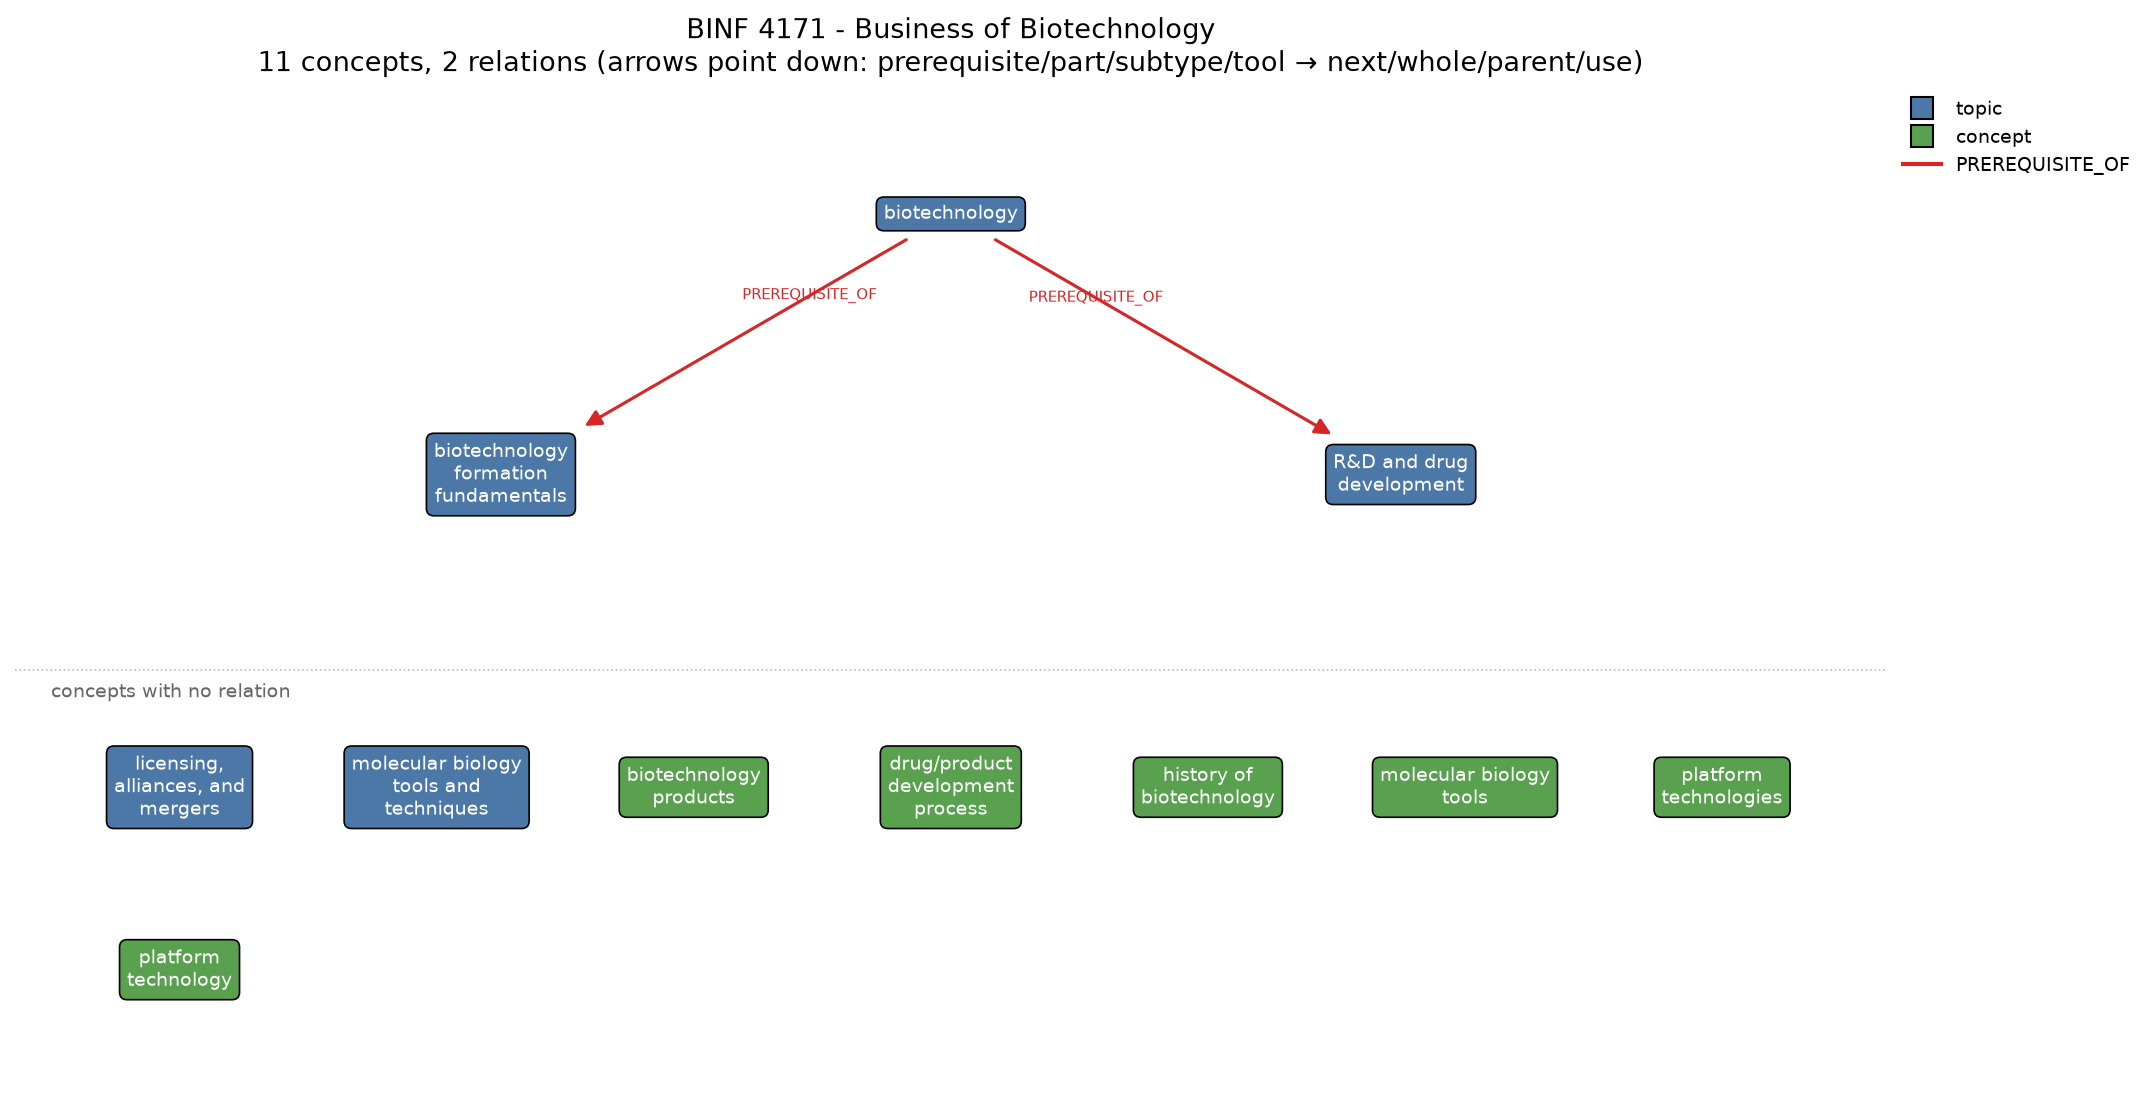 BINF 4171 - Business of Biotechnology
11 concepts, 2 relations (arrows point down: prerequisite/part/subtype/tool → next/whole/parent/use)
topic
concept
PREREQUISITE_OF
biotechnology
PREREQUISITE_OF
PREREQUISITE_OF
biotechnology
formation
fundamentals
R&D and drug
development
concepts with no relation
licensing,
alliances, and
mergers
molecular biology
tools and
techniques
biotechnology
products
drug/product
development
process
history of
biotechnology
molecular biology
tools
platform
technologies
platform
technology